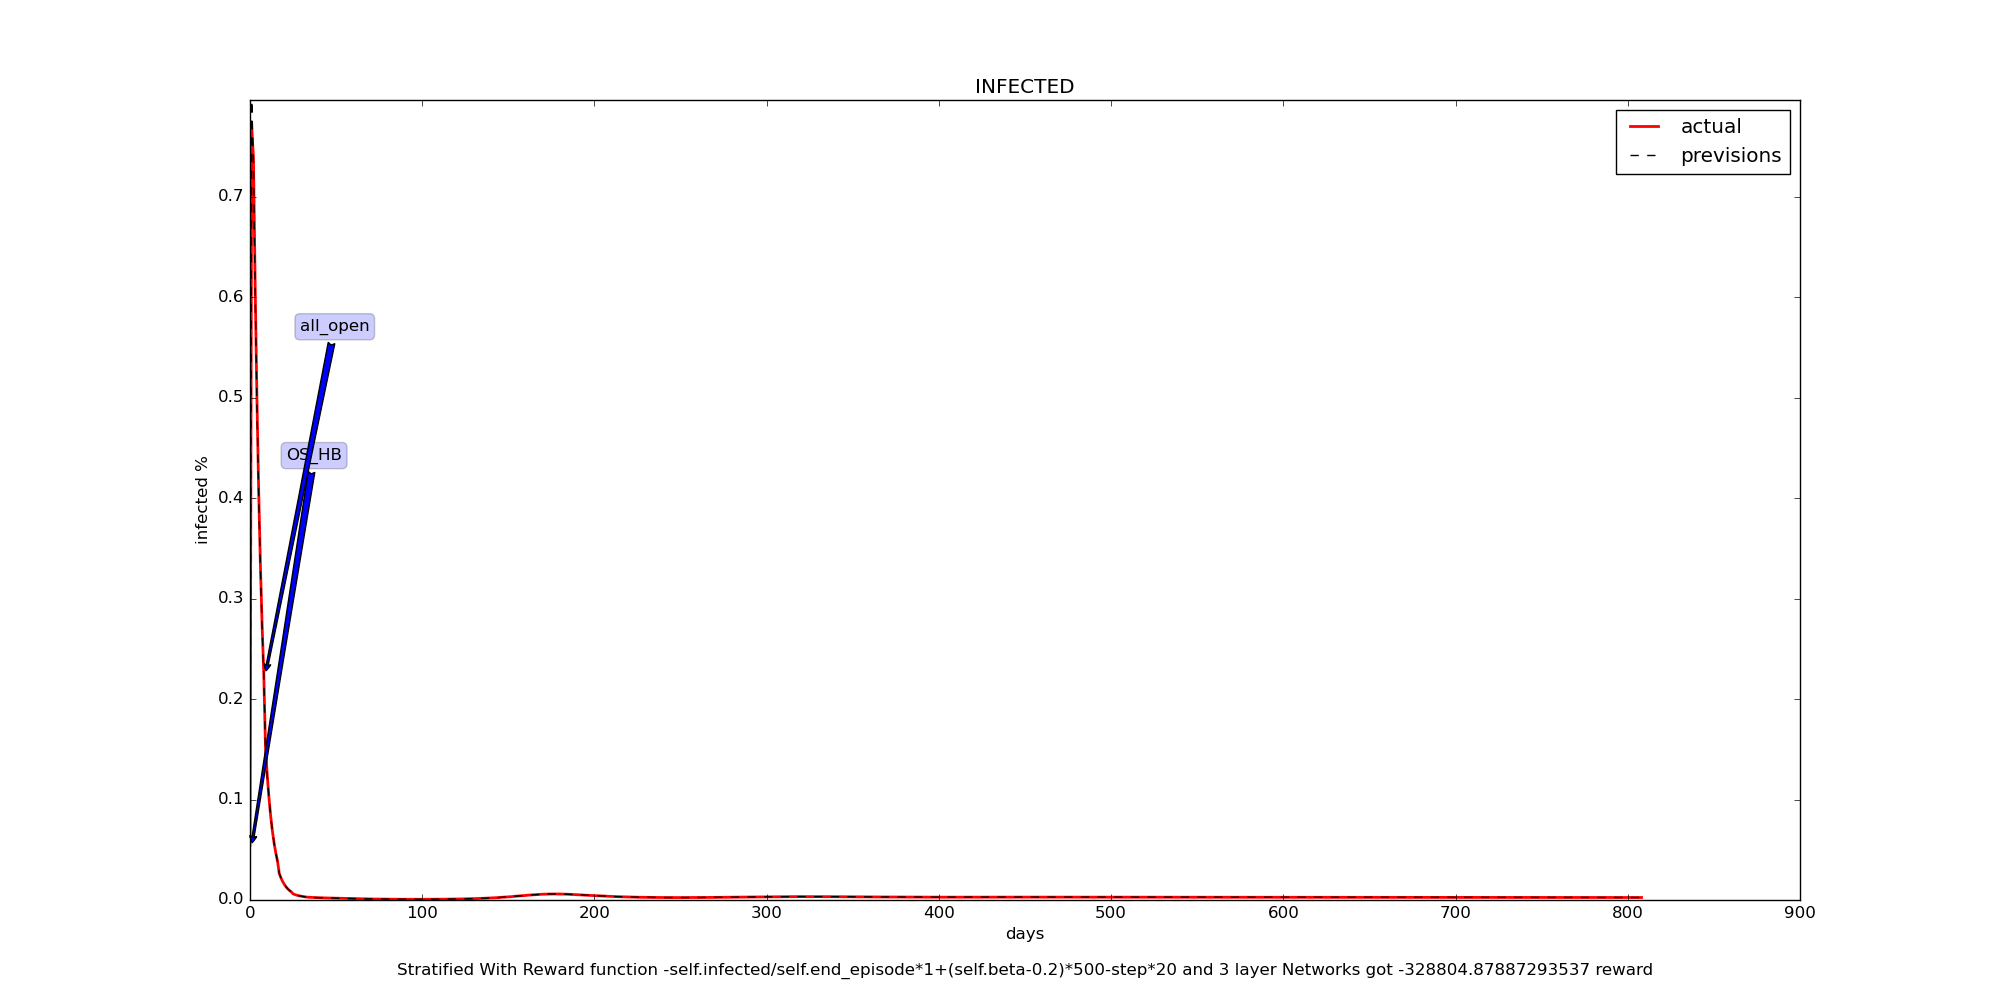 INFECTED
actual
previsions
0.7
0.6
all_open
0.5
OS_HB
infected %
0.4
0.3
0.2
0.1
0.0
0 100 200 300 400 500 600 700 800 900
days
Stratified With Reward function -self.infected/self.end_episode*1+(self.beta-0.2)*500-step*20 and 3 layer Networks got -328804.87887293537 reward